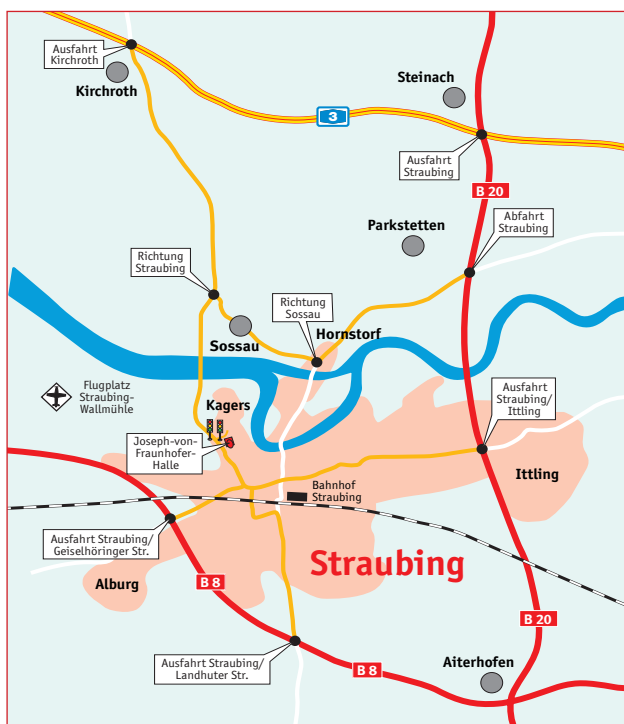 Ausfahrt
Kirchroth
Kirchroth
Steinach
3
Ausfahrt
Straubing
B 20
Parkstetten
Abfahrt
Straubing
Richtung
Straubing
Richtung
Sossau
Hornstorf
Sossau
Flugplatz
Straubing-
Wallmühle
Kagers
Ausfahrt
Straubing/
Ittling
Joseph-von-
Fraunhofer-
Halle
Ittling
Bahnhof
Straubing
Ausfahrt Straubing/
Geiselhöringer Str.
Straubing
Alburg
B 8
B 20
Ausfahrt Straubing/
Landhuter Str.
B 8
Aiterhofen